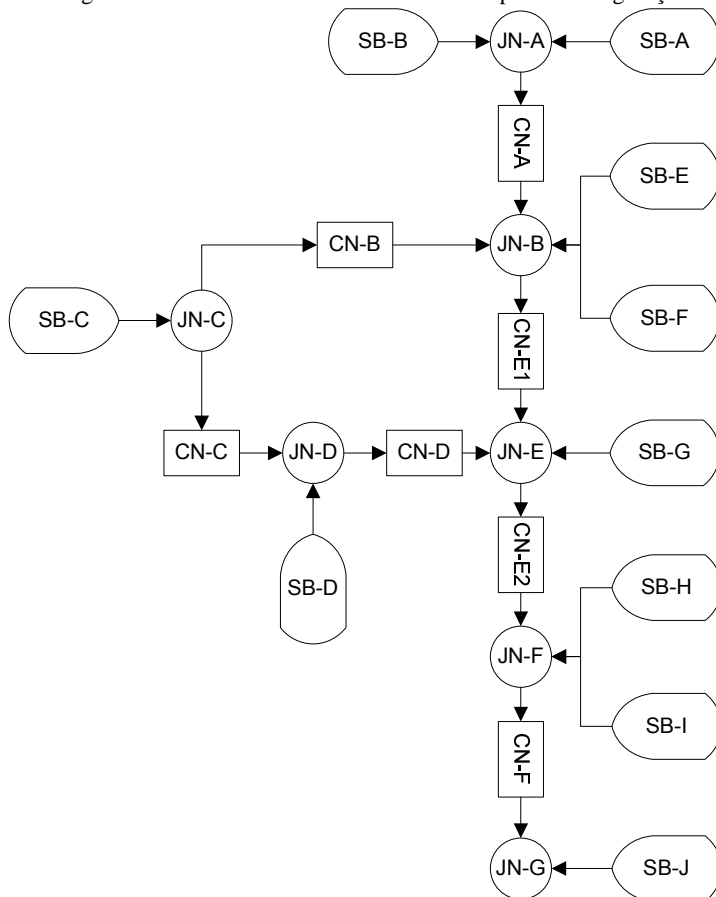 SB-B
JN-A
SB-A
CN-A
SB-E
CN-B
JN-B
SB-C
JN-C
SB-F
CN-E1
CN-C
JN-D
CN-D
JN-E
SB-G
CN-E2
SB-D
SB-H
JN-F
SB-I
CN-F
JN-G
SB-J